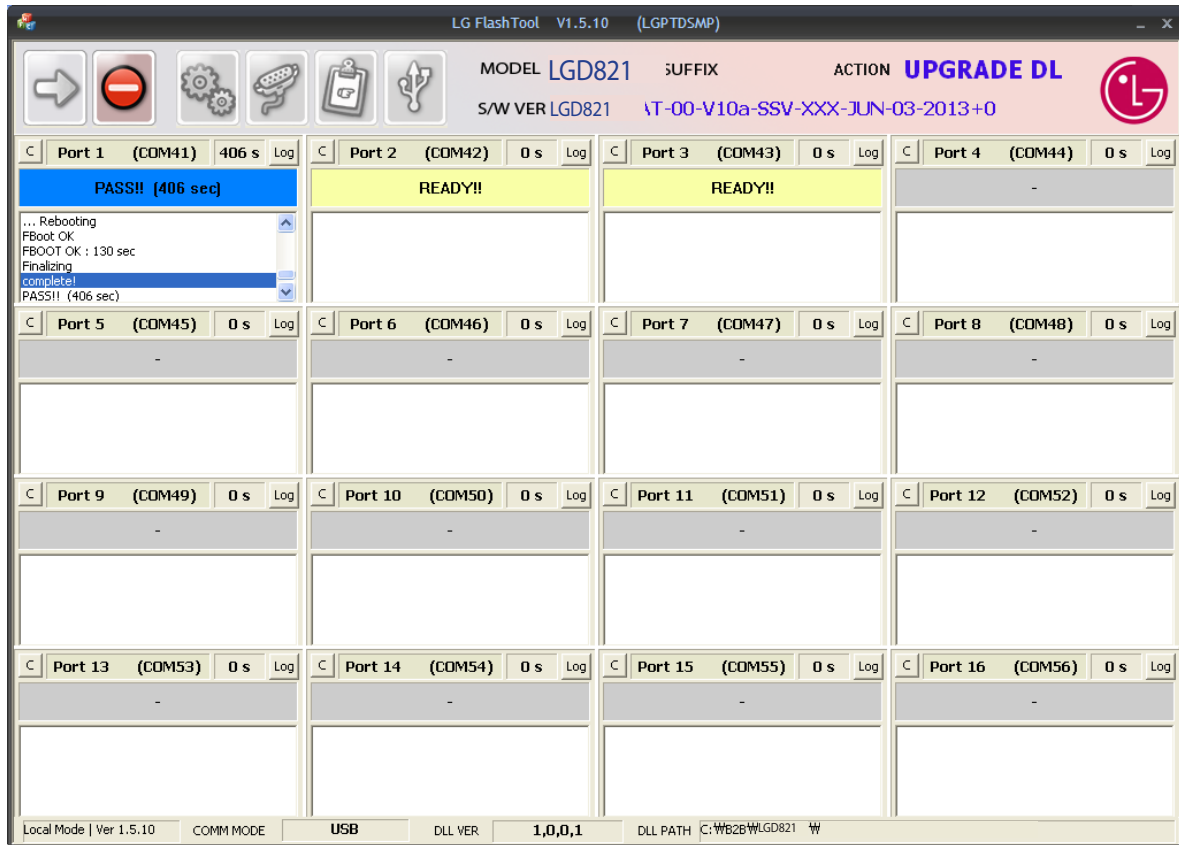 LG FlashTool V1.5.10 (LGPTDSMP)
MODEL LGD821 SUFFIX ACTION UPGRADE DL
S/W VER LGD821 \T-00-V10a-SSV-XXX-JUN-03-2013+0
C Port 1 (COM41) 406 s Log
PASS!! (406 sec)
... Rebooting
FBoot OK
FBOOT OK : 130 sec
Finalizing
complete!
PASS!! (406 sec)
C Port 2 (COM42) 0 s Log
READY!!
C Port 3 (COM43) 0 s Log
READY!!
C Port 4 (COM44) 0 s Log
-
C Port 5 (COM45) 0 s Log
-
C Port 6 (COM46) 0 s Log
-
C Port 7 (COM47) 0 s Log
-
C Port 8 (COM48) 0 s Log
-
C Port 9 (COM49) 0 s Log
-
C Port 10 (COM50) 0 s Log
-
C Port 11 (COM51) 0 s Log
-
C Port 12 (COM52) 0 s Log
-
C Port 13 (COM53) 0 s Log
-
C Port 14 (COM54) 0 s Log
-
C Port 15 (COM55) 0 s Log
-
C Port 16 (COM56) 0 s Log
-
Local Mode | Ver 1.5.10 COMM MODE USB DLL VER 1,0,0,1 DLL PATH C:₩B2B₩LGD821 ₩